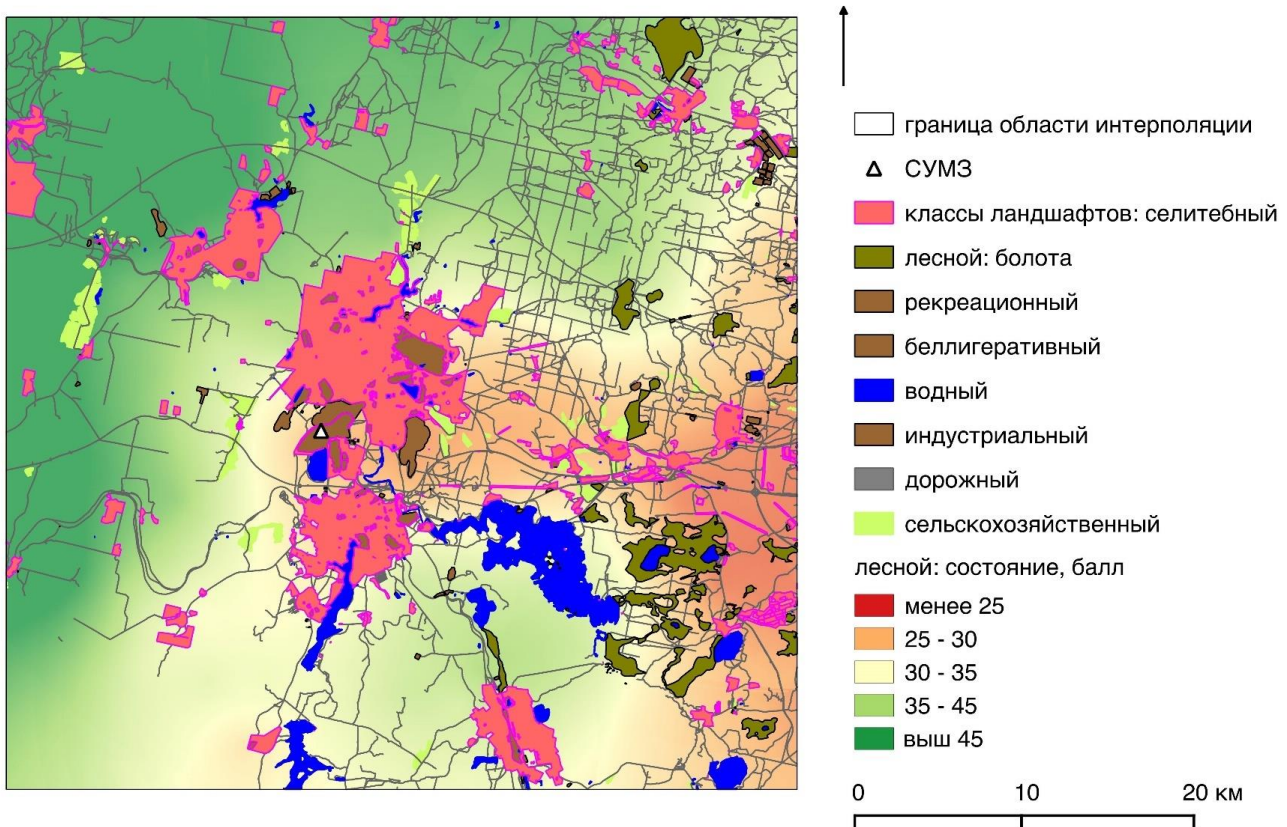 граница области интерполяции
СУМЗ
классы ландшафтов: селитебный
лесной: болота
рекреационный
беллигеративный
водный
индустриальный
дорожный
сельскохозяйственный
лесной: состояние, балл
менее 25
25 - 30
30 - 35
35 - 45
выш 45
0 10 20 км